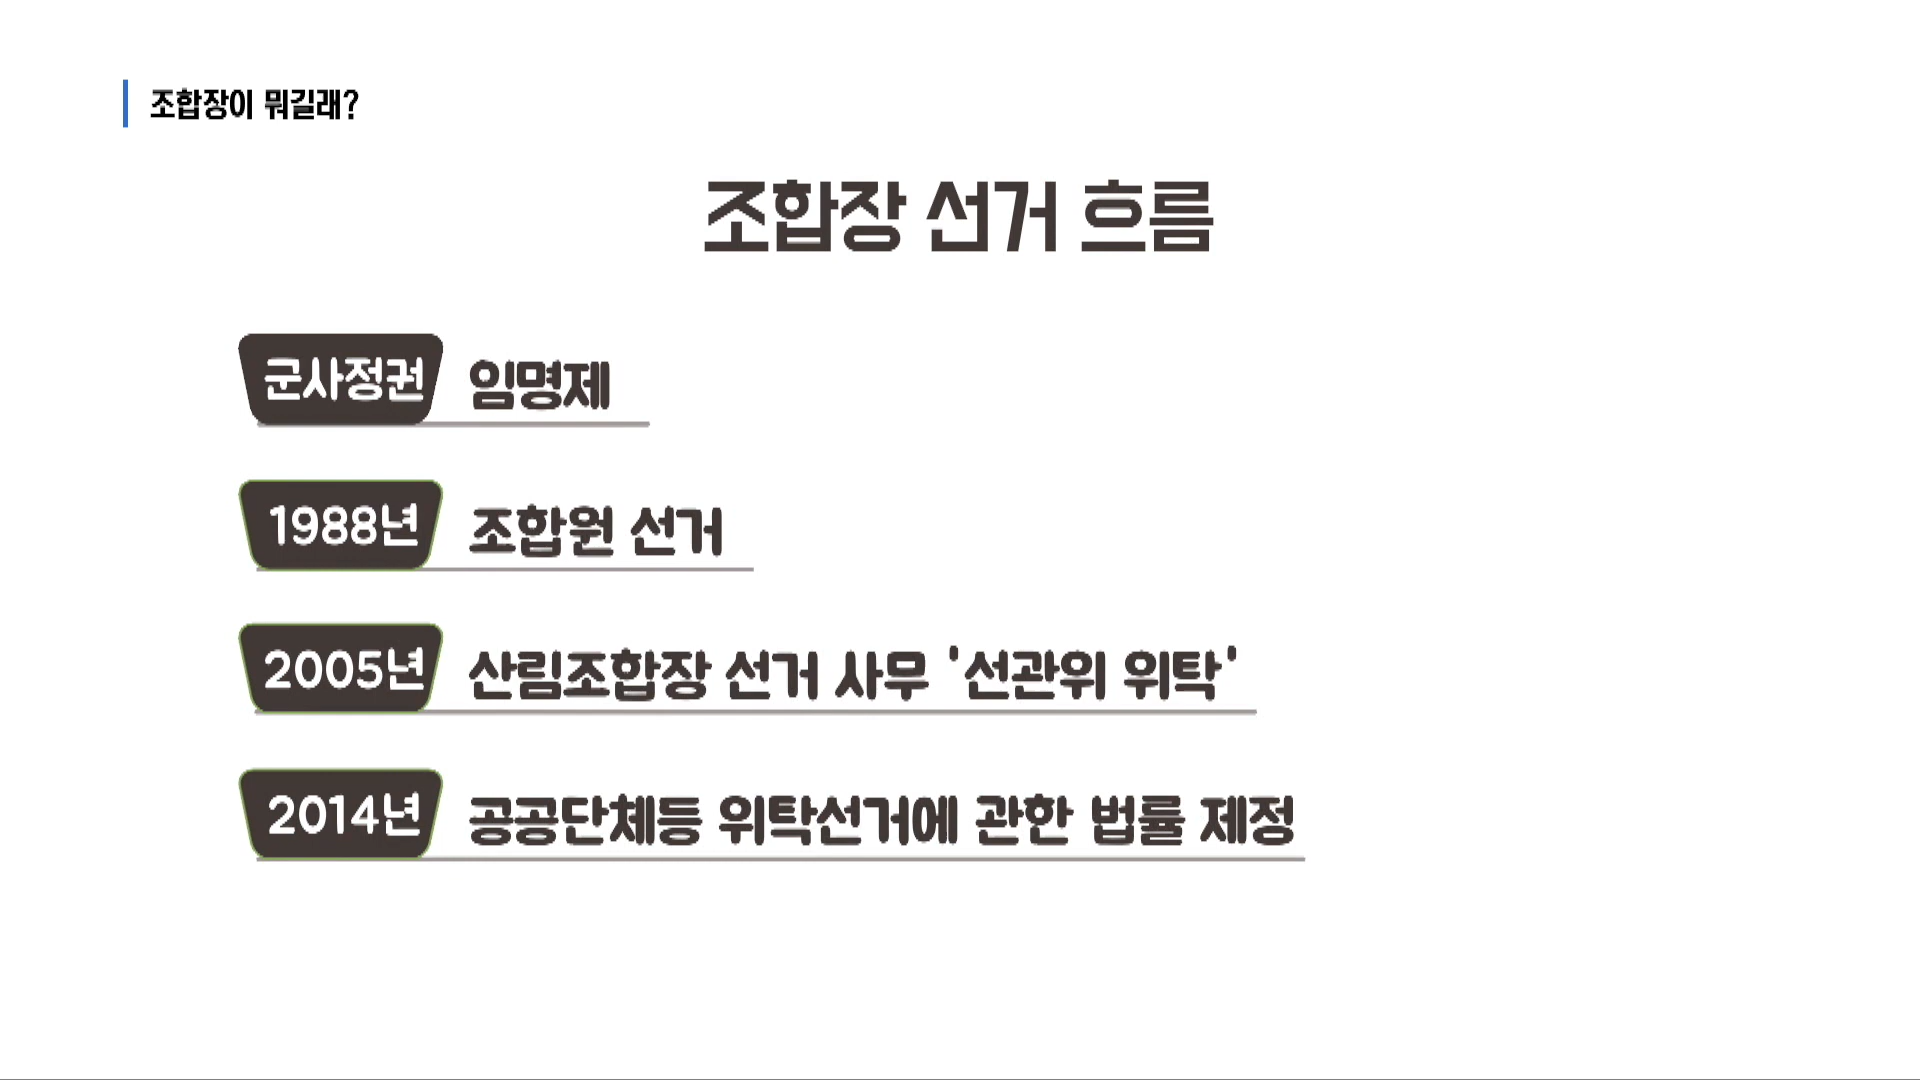 조합장이 뭐길래?
조합장 선거 흐름
군사정권 임명제
1988년 조합원 선거
2005년 산림조합장 선거 사무 '선관위 위탁'
2014년 공공단체등 위탁선거에 관한 법률 제정